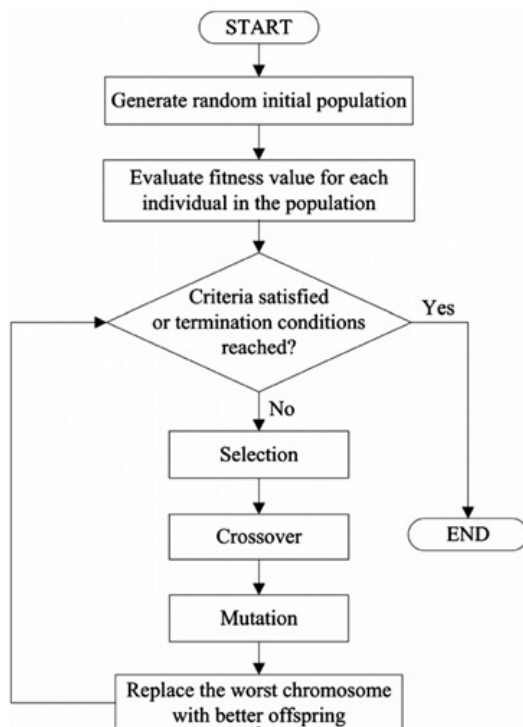 START
Generate random initial population
Evaluate fitness value for each
individual in the population
Criteria satisfied
or termination conditions
reached?
Yes
No
Selection
END
Crossover
Mutation
Replace the worst chromosome
with better offspring